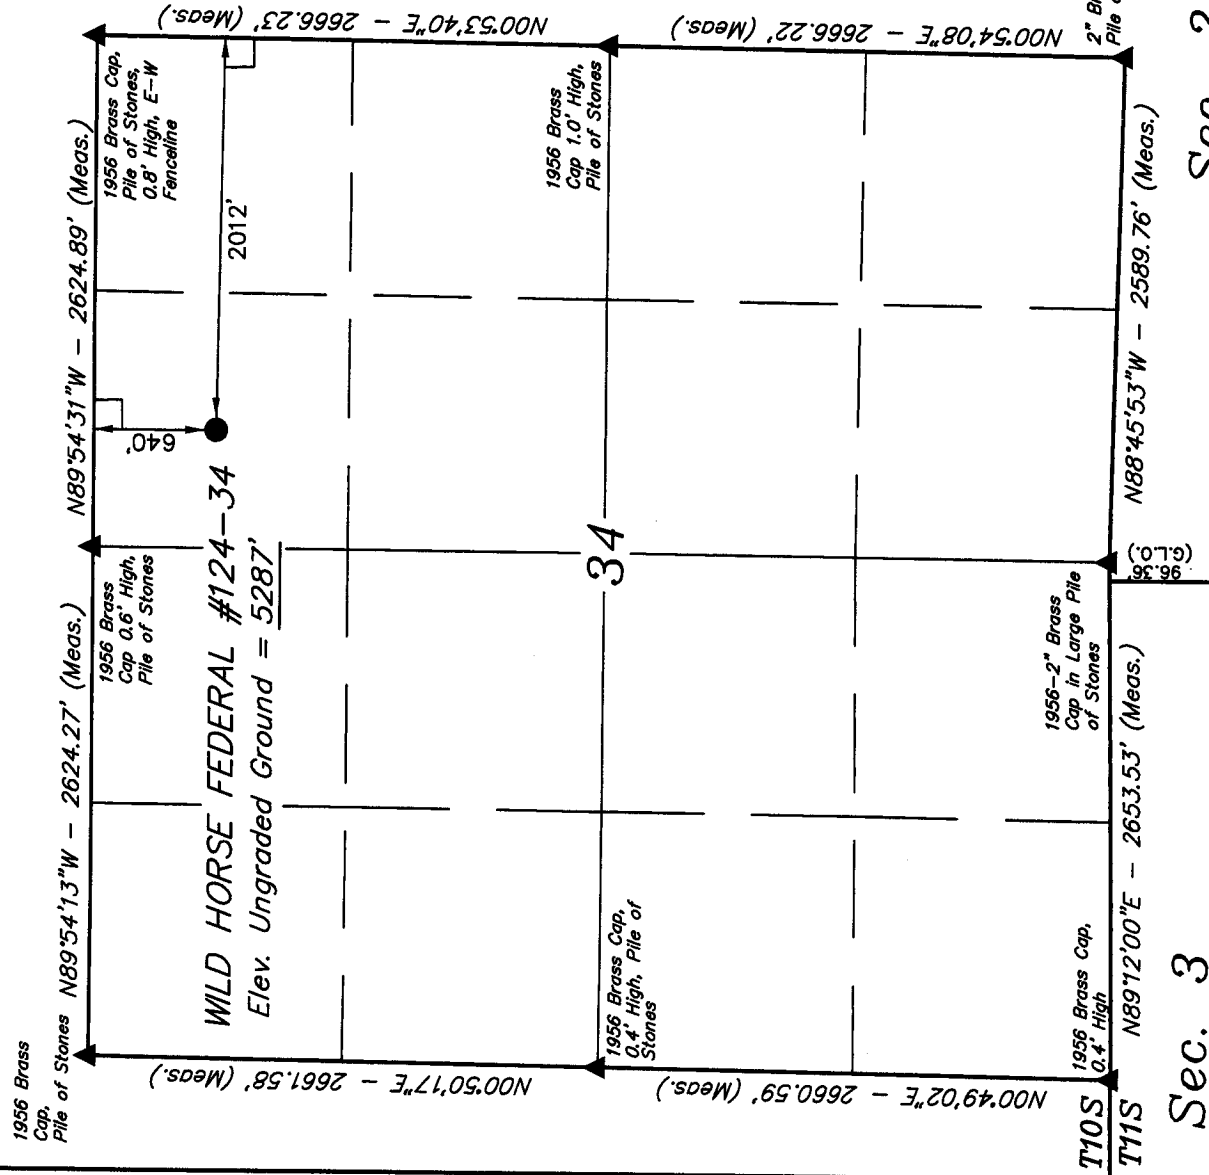 1956 Brass
Cap,
Pile of Stones
N89°54'13"W - 2624.27' (Meas.)
N89°54'31"W - 2624.89' (Meas.)
1956 Brass
Cap 0.6' High,
Pile of Stones
1956 Brass Cap,
Pile of Stones,
0.8' High, E-W
Fenceline
640'
2012'
WILD HORSE FEDERAL #124-34
Elev. Ungraded Ground = 5287'
N00°50'17"E - 2661.58' (Meas.)
N00°53'40"E - 2666.23' (Meas.)
34
1956 Brass
Cap 1.0' High,
Pile of Stones
1956 Brass Cap,
0.4' High, Pile of
Stones
N00°49'02"E - 2660.59' (Meas.)
N00°54'08"E - 2666.22' (Meas.)
1956-2" Brass
Cap in Large Pile
of Stones
1956 Brass Cap,
0.4' High
2"
Pile
T10S
T11S
N89°12'00"E - 2653.53' (Meas.)
96.36'
(G.L.O.)
N88°45'53"W - 2589.76' (Meas.)
Sec. 3
Sec. 2